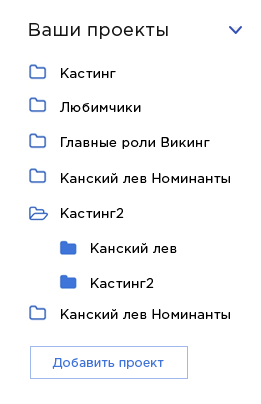 Ваши проекты
Кастинг
Любимчики
Главные роли Викинг
Канский лев Номинанты
Кастинг2
Канский лев
Кастинг2
Канский лев Номинанты
Добавить проект